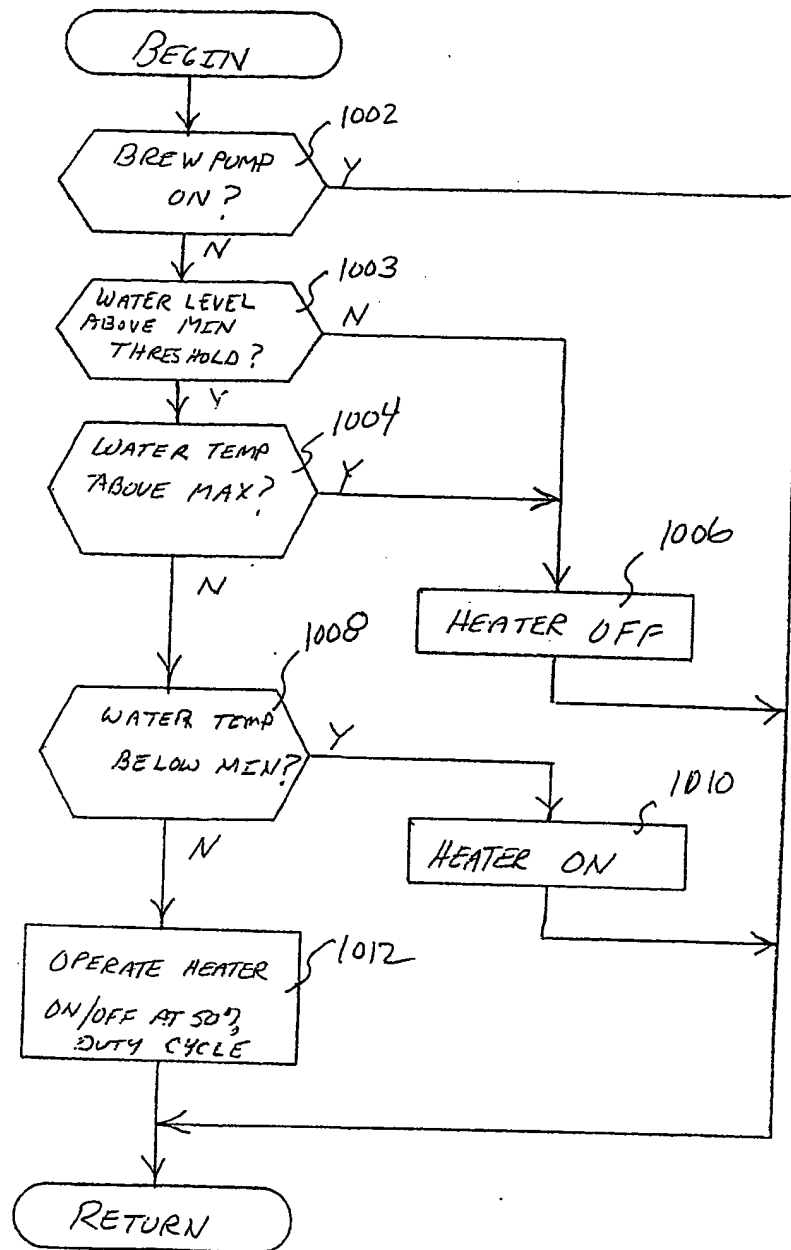 BEGIN
1002
BREW PUMP
ON?
Y
N
1003
WATER LEVEL
ABOVE MIN
THRESHOLD?
N
Y
1004
WATER TEMP
ABOVE MAX?
Y
N
1006
HEATER OFF
1008
WATER TEMP
BELOW MIN?
Y
N
1010
HEATER ON
1012
OPERATE HEATER
ON/OFF AT 50%
DUTY CYCLE
RETURN